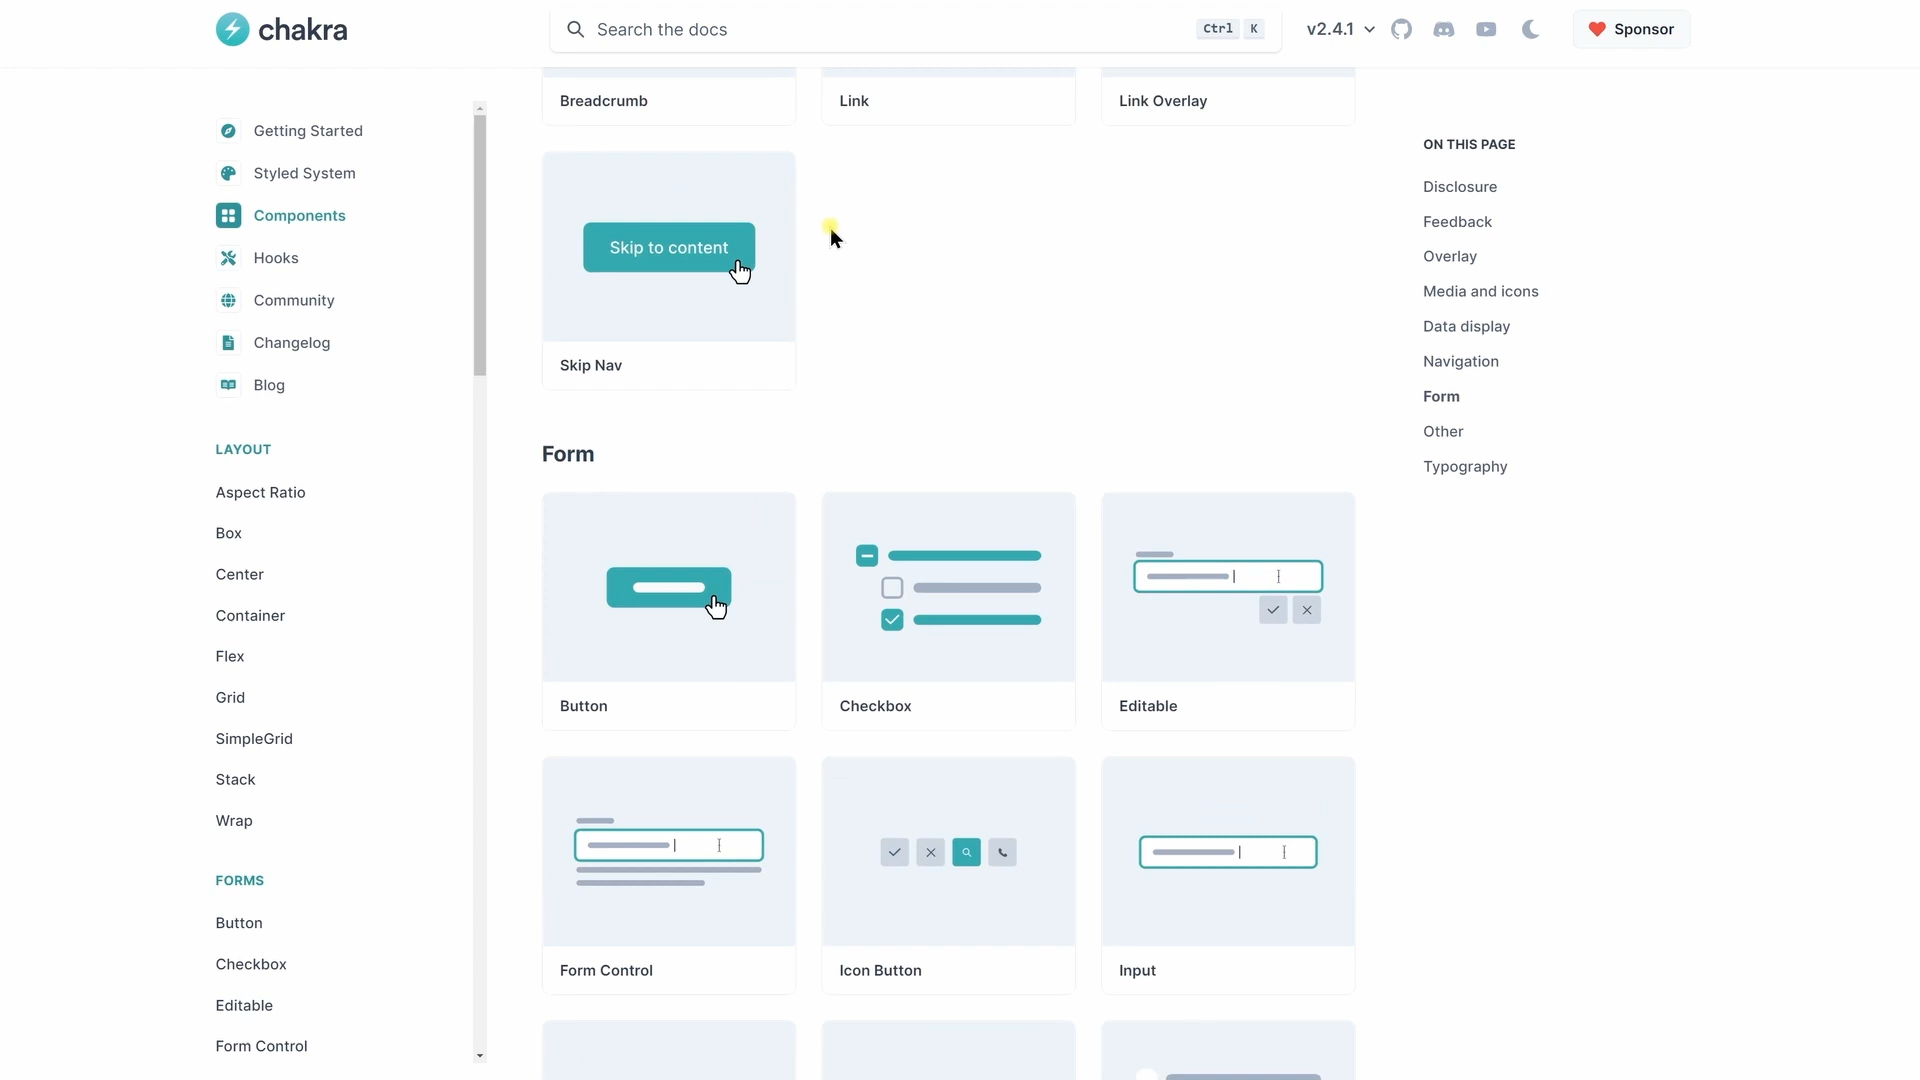 chakra
Search the docs
Ctrl K
v2.4.1
Sponsor
Getting Started
Styled System
Components
Hooks
Community
Changelog
Blog
LAYOUT
Aspect Ratio
Box
Center
Container
Flex
Grid
SimpleGrid
Stack
Wrap
FORMS
Button
Checkbox
Editable
Form Control
Breadcrumb
Link
Link Overlay
Skip to content
Skip Nav
Form
Button
Checkbox
Editable
Form Control
Icon Button
Input
ON THIS PAGE
Disclosure
Feedback
Overlay
Media and icons
Data display
Navigation
Form
Other
Typography